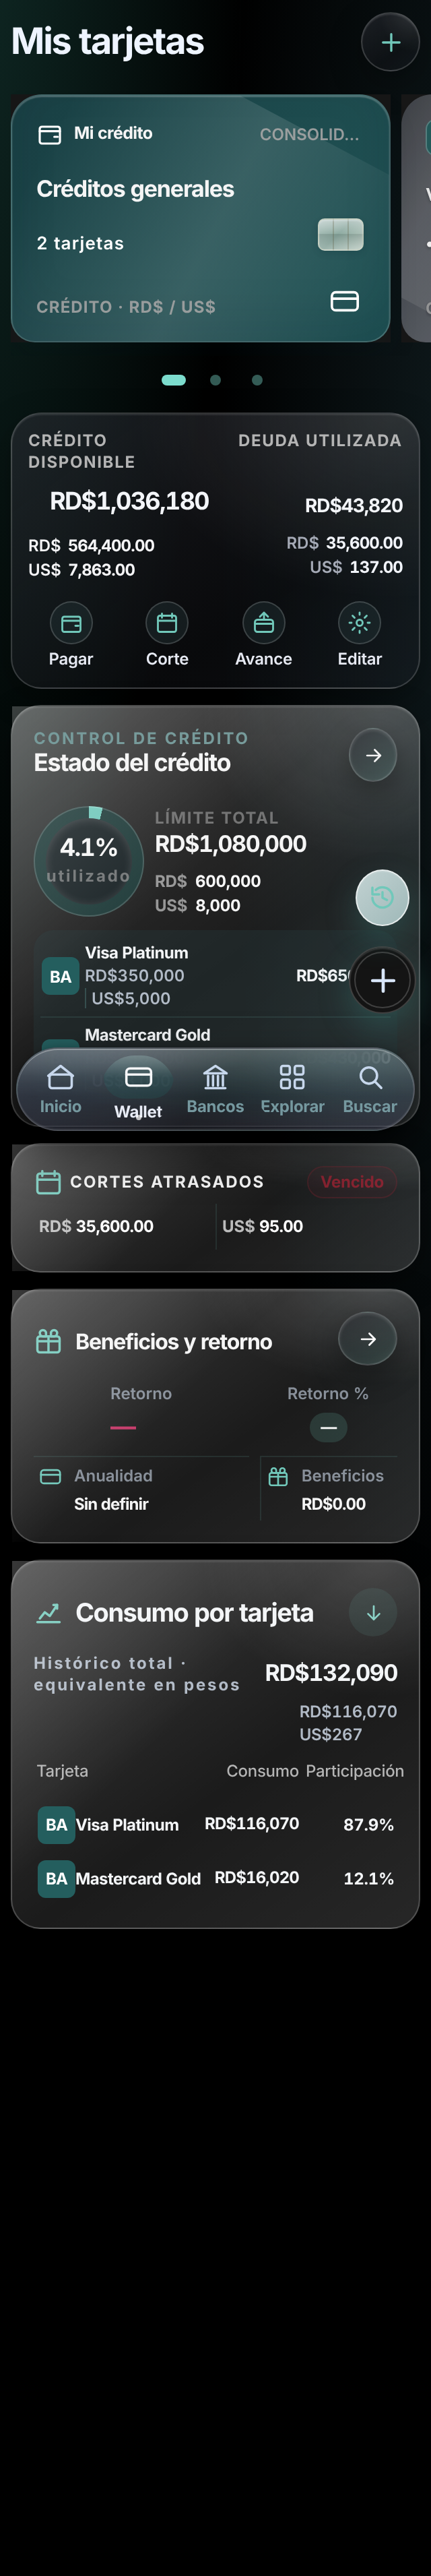 Mis tarjetas
Mi crédito CONSOLID...
Créditos generales
2 tarjetas
CRÉDITO · RD$ / US$
CRÉDITO DEUDA UTILIZADA
DISPONIBLE
RD$1,036,180 RD$43,820
RD$ 564,400.00 RD$ 35,600.00
US$ 7,863.00 US$ 137.00
Pagar Corte Avance Editar
CONTROL DE CRÉDITO
Estado del crédito
LÍMITE TOTAL
4.1% RD$1,080,000
utilizado
RD$ 600,000
US$ 8,000
Visa Platinum
BA RD$350,000 RD$65
US$5,000
Mastercard Gold
Inicio Wallet Bancos Explorar Buscar
CORTES ATRASADOS Vencido
RD$ 35,600.00 US$ 95.00
Beneficios y retorno
Retorno Retorno %
— —
Anualidad Beneficios
Sin definir RD$0.00
Consumo por tarjeta
Histórico total · RD$132,090
equivalente en pesos
RD$116,070
US$267
Tarjeta Consumo Participación
BA Visa Platinum RD$116,070 87.9%
BA Mastercard Gold RD$16,020 12.1%